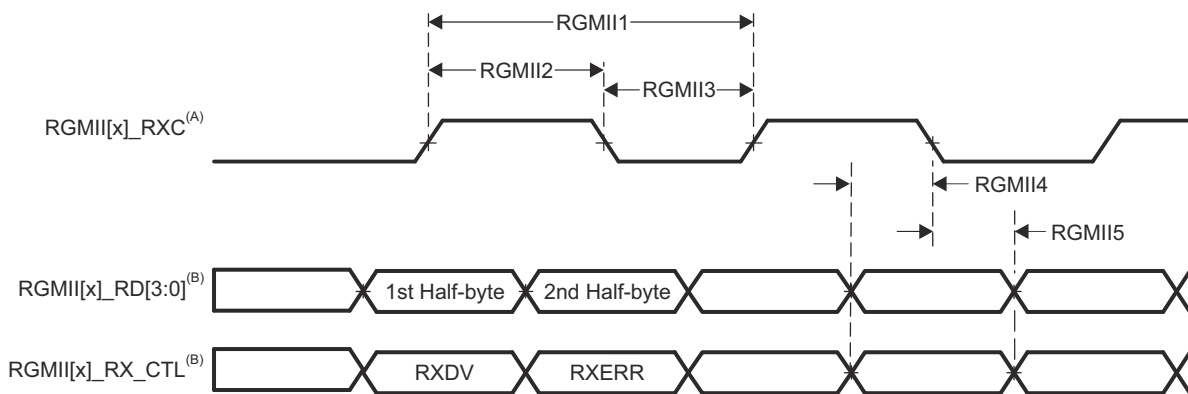 RGMII1
RGMII2
RGMII3
RGMII[x]_RXC(A)
RGMII4
RGMII5
RGMII[x]_RD[3:0](B)
1st Half-byte
2nd Half-byte
RGMII[x]_RX_CTL(B)
RXDV
RXERR